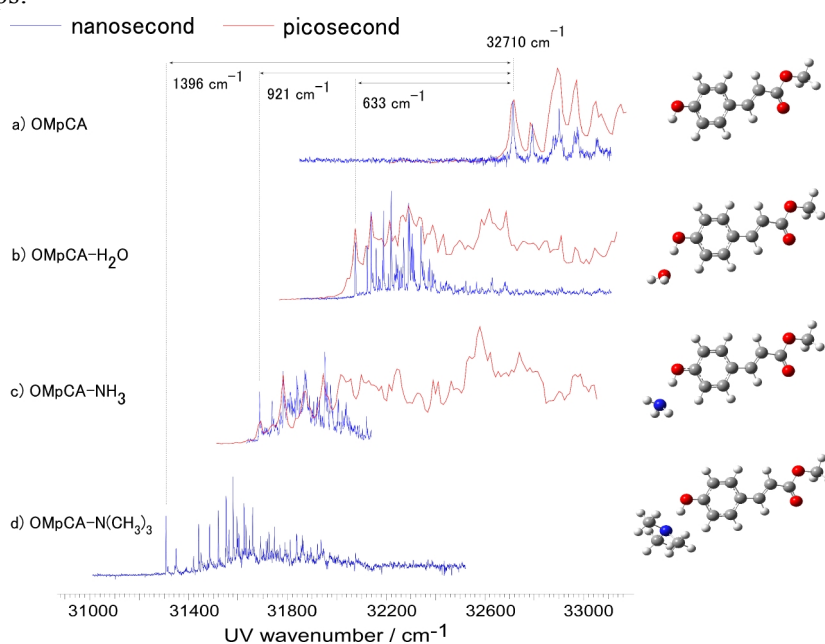 nanosecond picosecond
32710 cm⁻¹
1396 cm⁻¹
921 cm⁻¹
633 cm⁻¹
a) OMpCA
b) OMpCA-H₂O
c) OMpCA-NH₃
d) OMpCA-N(CH₃)₃
31000 31400 31800 32200 32600 33000
UV wavenumber / cm⁻¹